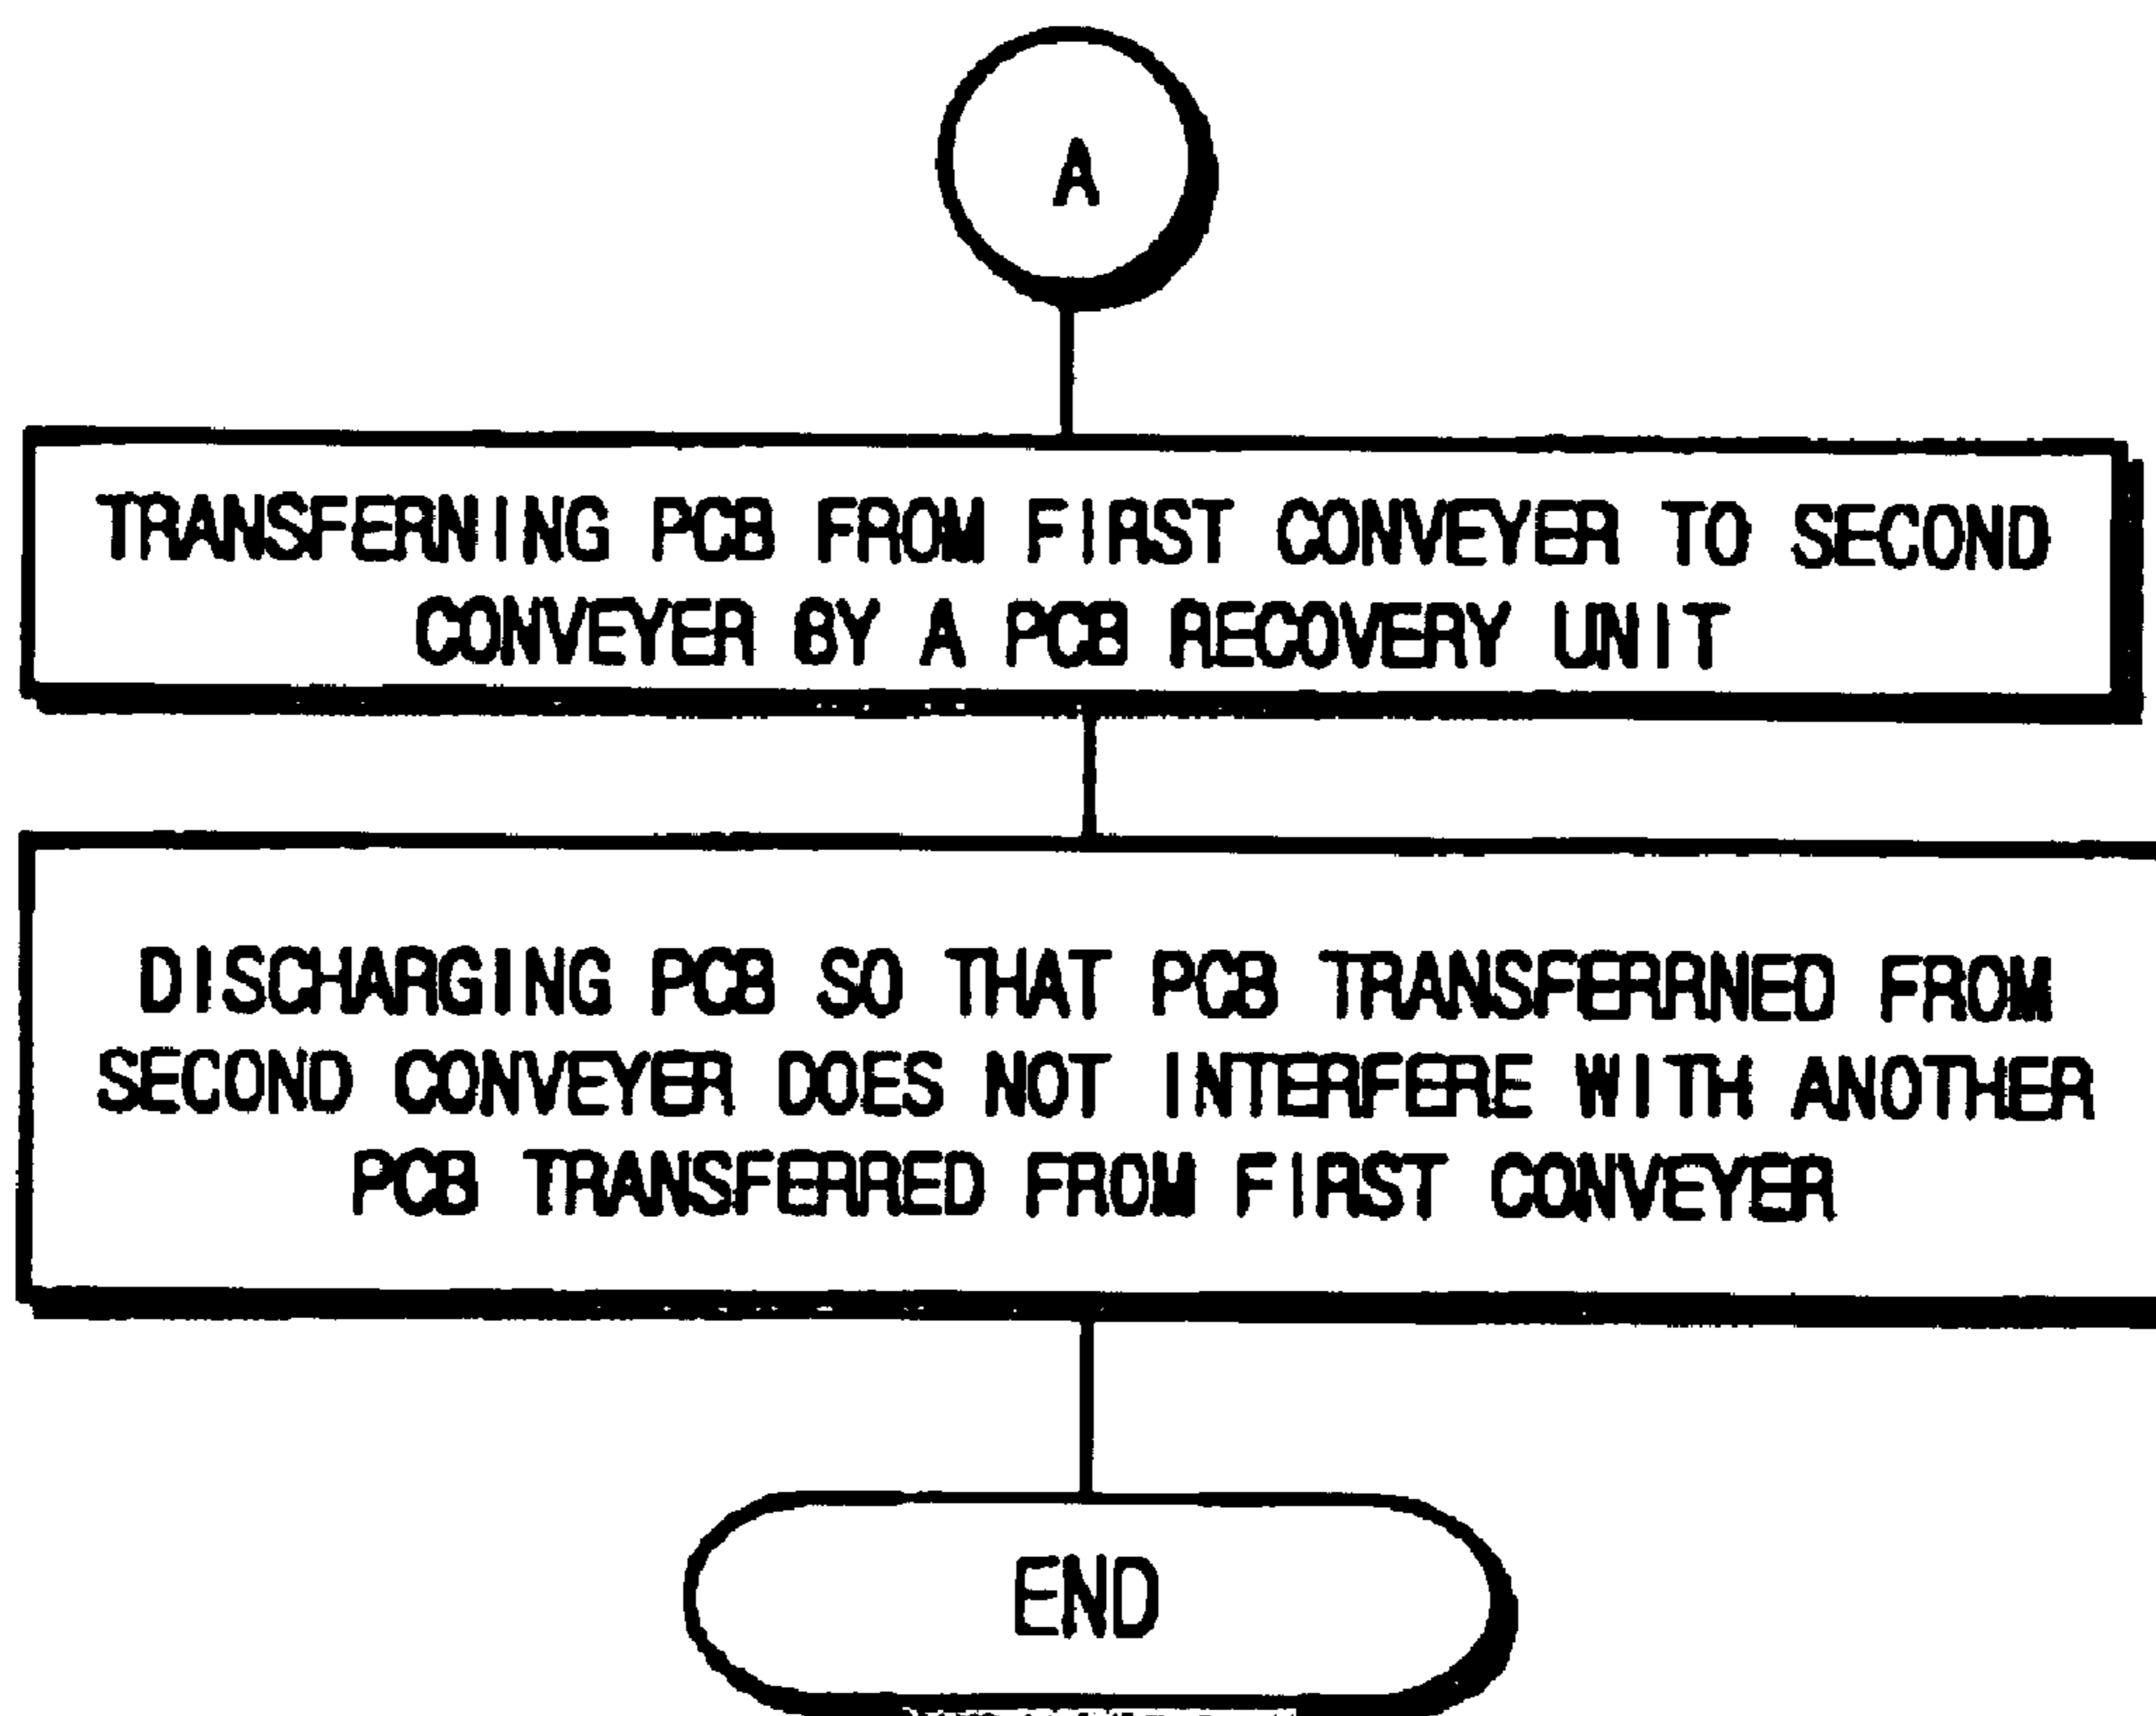 A
TRANSFERNING PCB FROM FIRST CONVEYER TO SECOND
CONVEYER BY A PCB RECOVERY UNIT
DISCHARGING PCB SO THAT PCB TRANSFERRNED FROM
SECOND CONVEYER DOES NOT INTERFERE WITH ANOTHER
PCB TRANSFERRED FROM FIRST CONVEYER
END